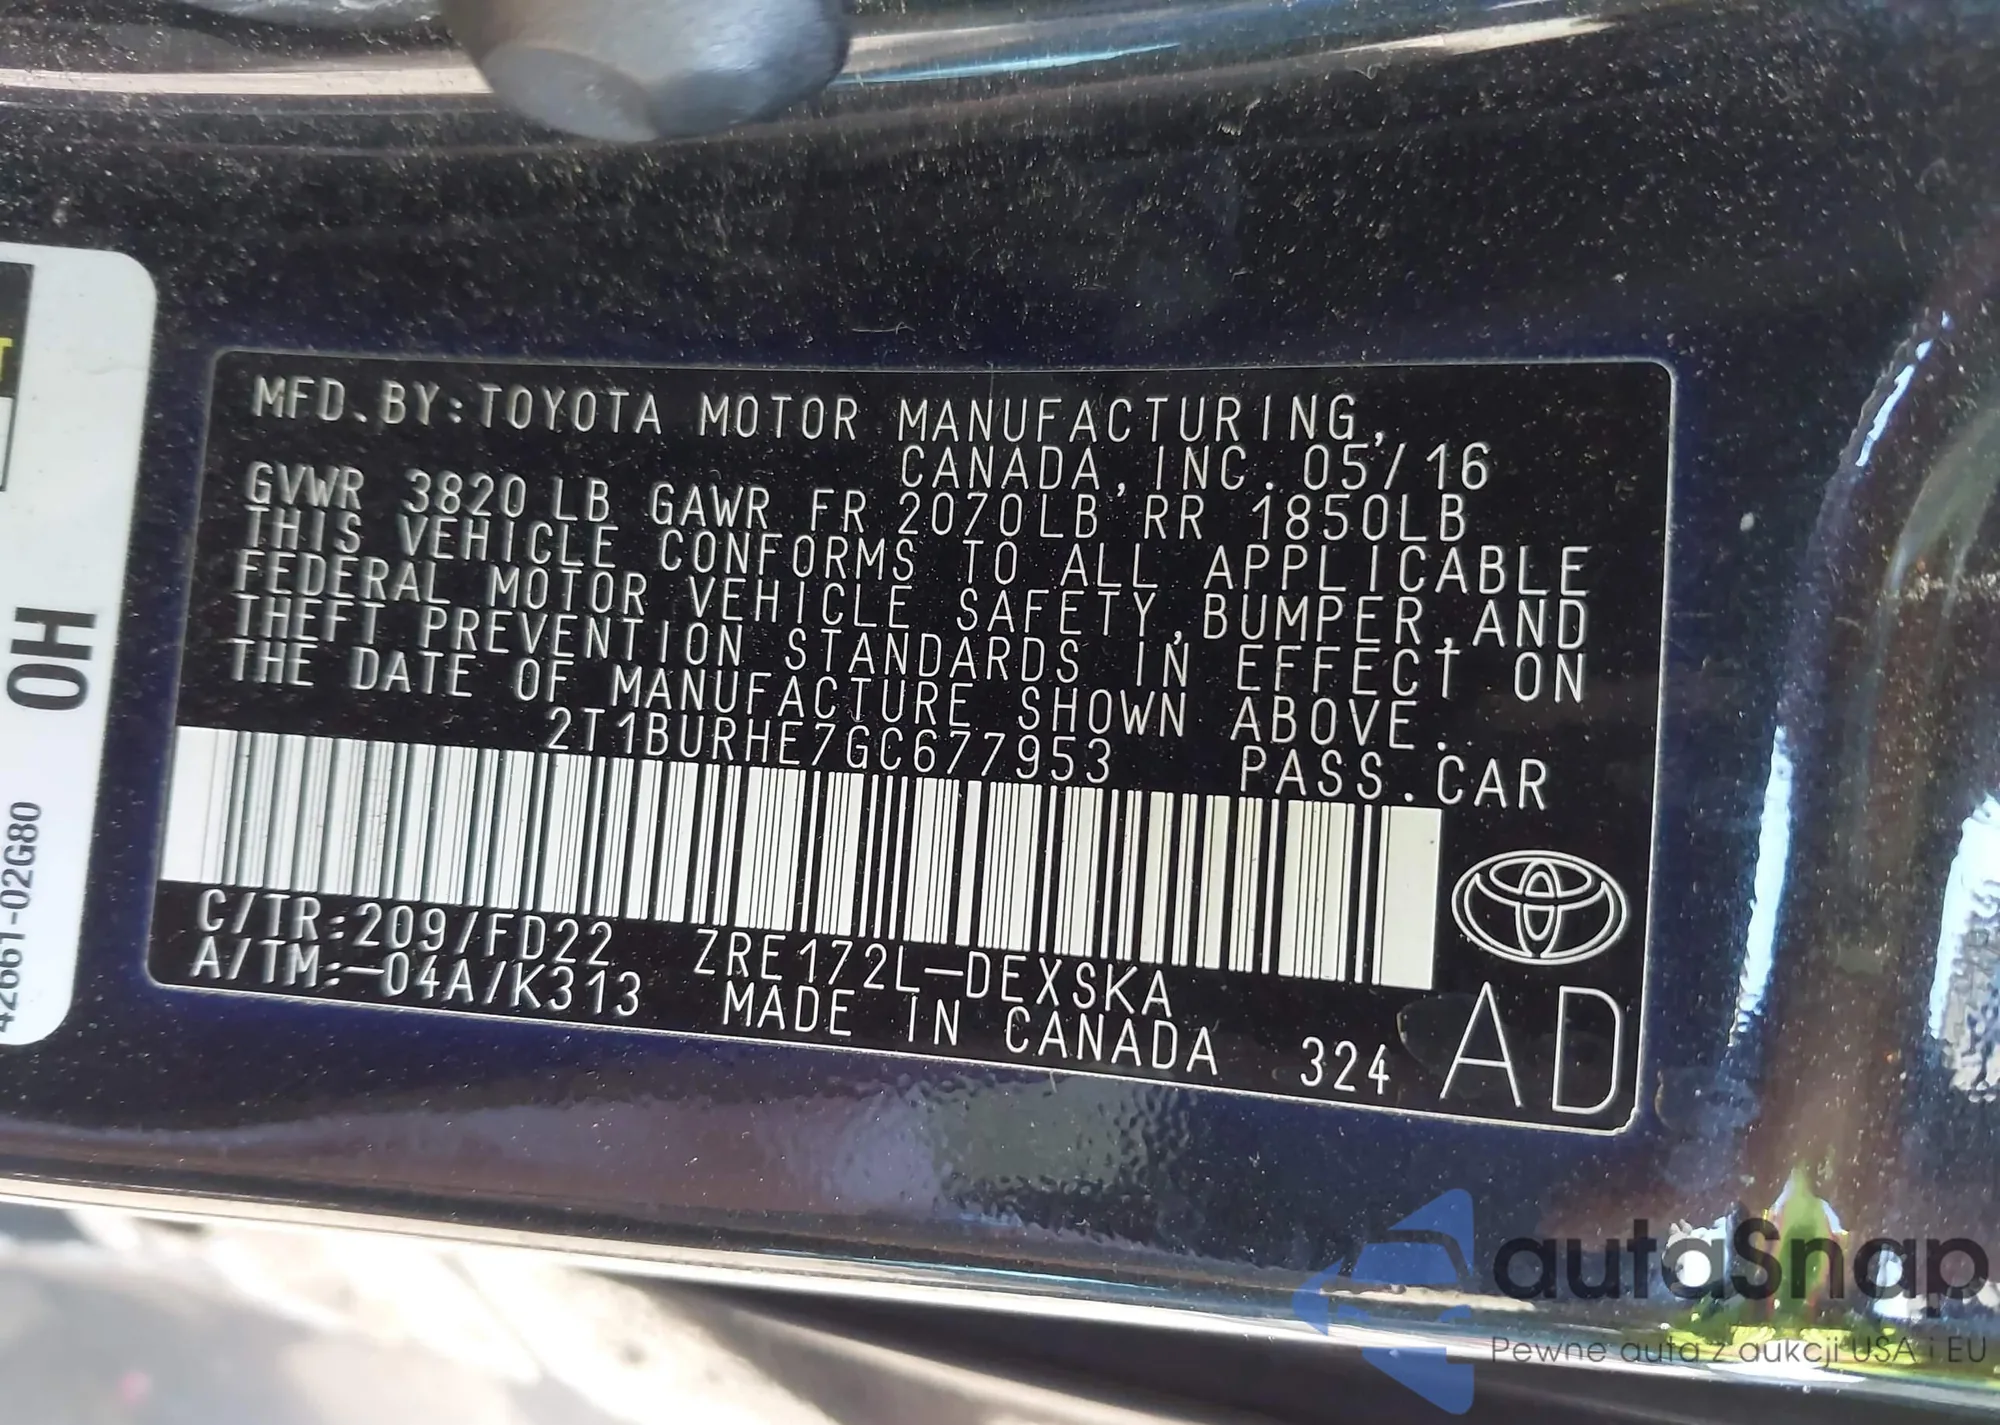 MFD.BY:TOYOTA MOTOR MANUFACTURING,
CANADA,INC. 05/16
GVWR 3820 LB GAWR FR 2070LB RR 1850LB
THIS VEHICLE CONFORMS TO ALL APPLICABLE
FEDERAL MOTOR VEHICLE SAFETY,BUMPER,AND
THEFT PREVENTION STANDARDS IN EFFECT ON
THE DATE OF MANUFACTURE SHOWN ABOVE.
2T1BURHE7GC677953 PASS.CAR
C/TR:209/FD22 ZRE172L-DEXSKA
A/TM:-04A/K313 MADE IN CANADA 324 AD
0H
42661-02G80
autaSnap
Pewne auta z aukcji USA i EU